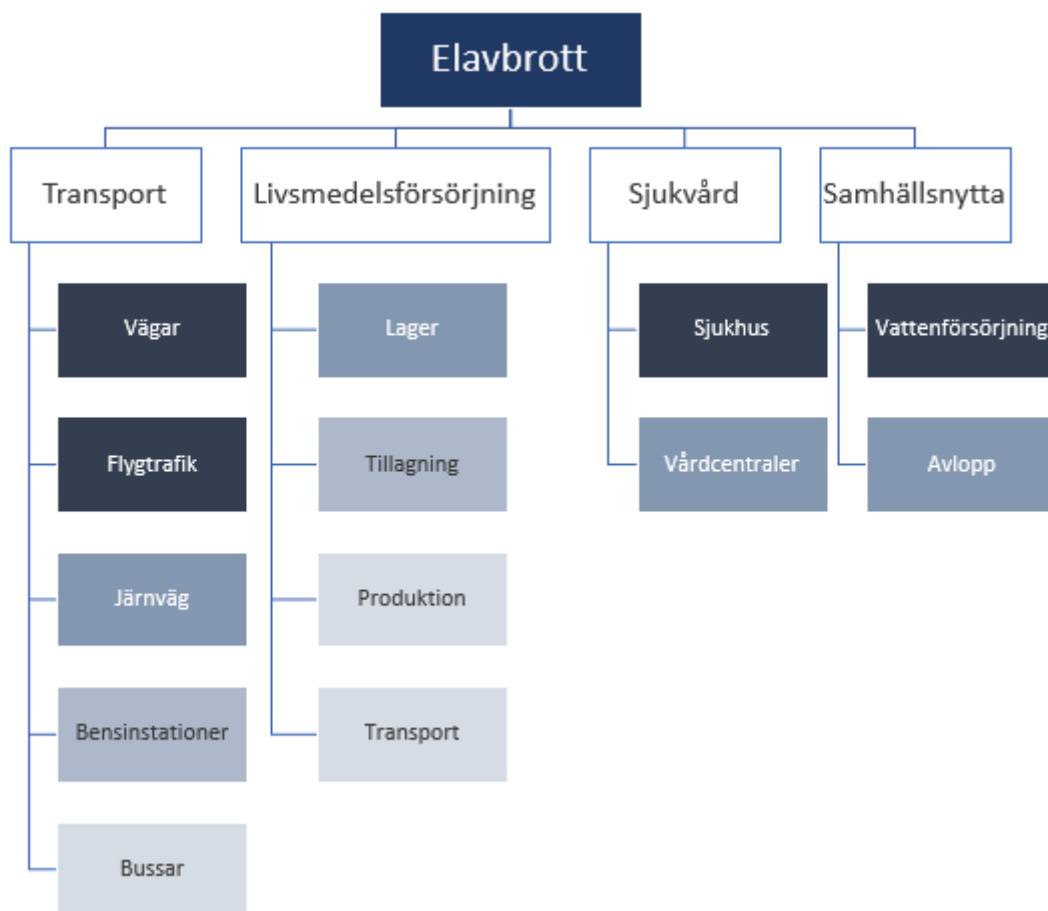 Elavbrott
Transport
Livsmedelsförsörjning
Sjukvård
Samhällsnytta
Vägar
Lager
Sjukhus
Vattenförsörjning
Flygtrafik
Tillagning
Vårdcentraler
Avlopp
Järnväg
Produktion
Bensinstationer
Transport
Bussar